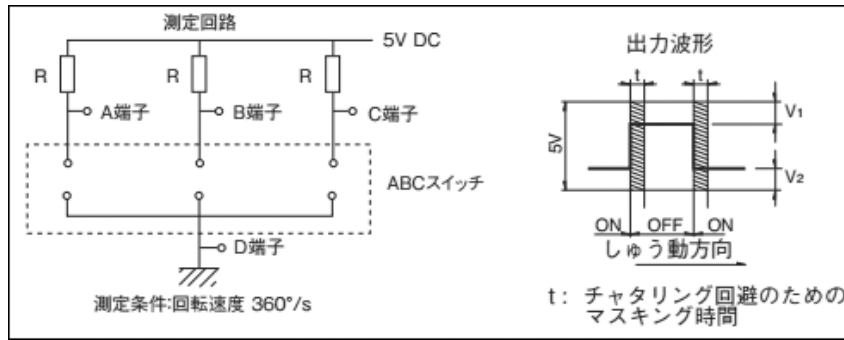 測定回路
5V DC
R
R
R
A端子
B端子
C端子
ABCスイッチ
D端子
測定条件:回転速度 360°/s
出力波形
t
t
V1
5V
V2
ON
OFF
ON
しゅう動方向
t: チャタリング回避のための
マスキング時間